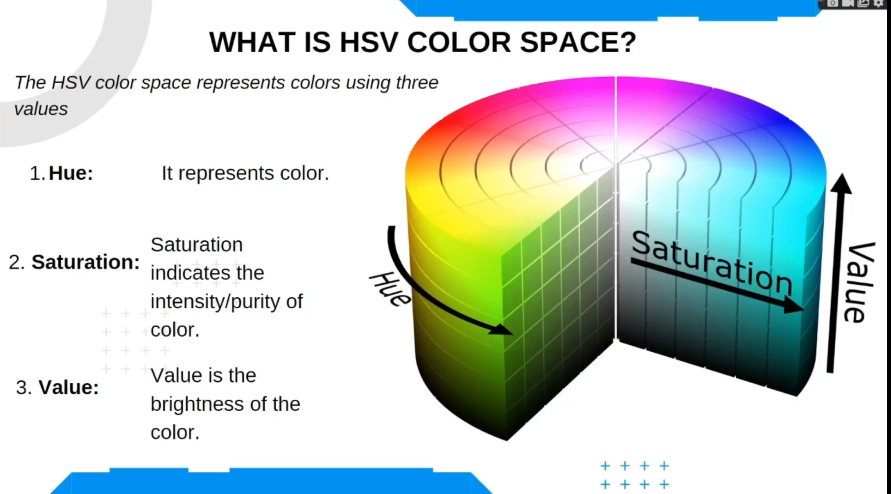 WHAT IS HSV COLOR SPACE?
The HSV color space represents colors using three
values
1. Hue: It represents color.
2. Saturation: Saturation
indicates the
intensity/purity of
color.
3. Value: Value is the
brightness of the
color.
Hue
Saturation
Value